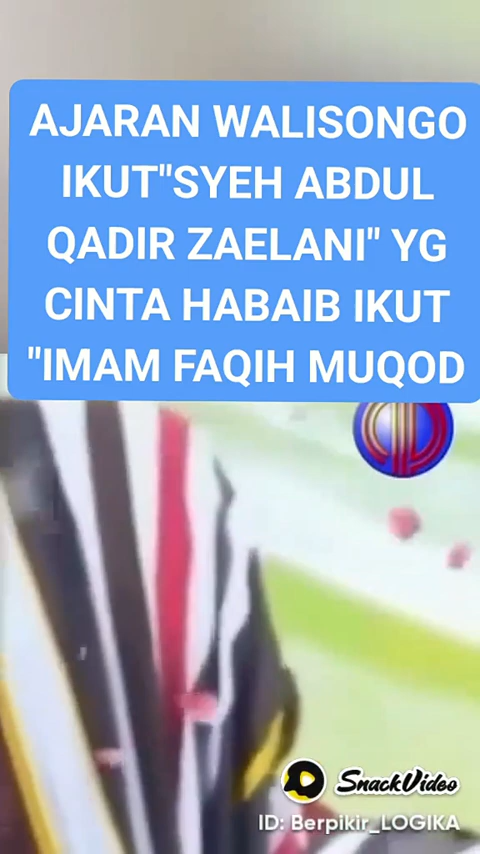 AJARAN WALISONGO
IKUT"SYEH ABDUL
QADIR ZAELANI" YG
CINTA HABAIB IKUT
"IMAM FAQIH MUQOD
SnackVideo
ID: Berpikir_LOGIKA